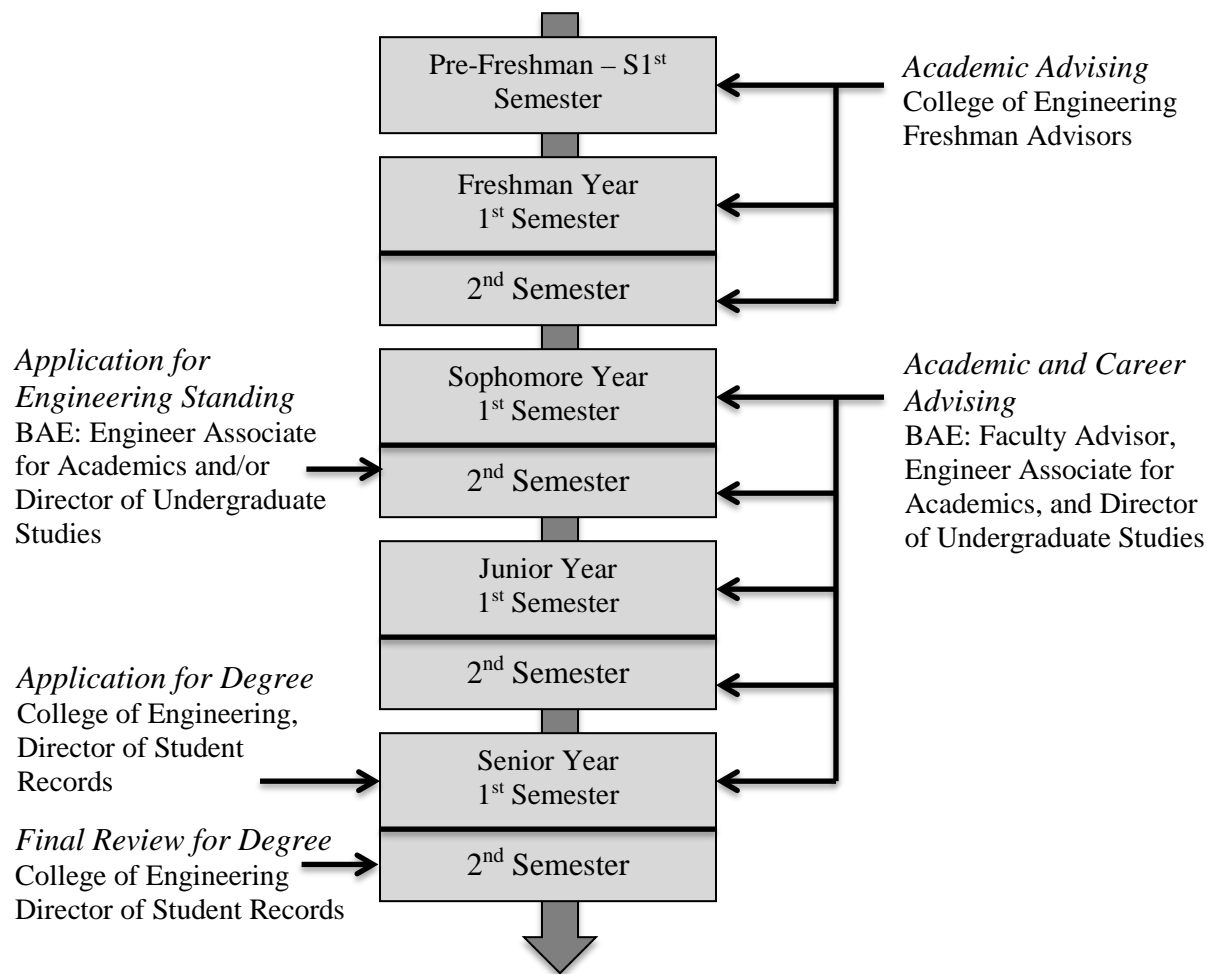 Pre-Freshman – S1st
Semester
Academic Advising
College of Engineering
Freshman Advisors
Freshman Year
1st Semester
2nd Semester
Application for
Engineering Standing
BAE: Engineer Associate
for Academics and/or
Director of Undergraduate
Studies
Sophomore Year
1st Semester
2nd Semester
Academic and Career
Advising
BAE: Faculty Advisor,
Engineer Associate for
Academics, and Director
of Undergraduate Studies
Junior Year
1st Semester
2nd Semester
Application for Degree
College of Engineering,
Director of Student
Records
Senior Year
1st Semester
Final Review for Degree
College of Engineering
Director of Student Records
2nd Semester